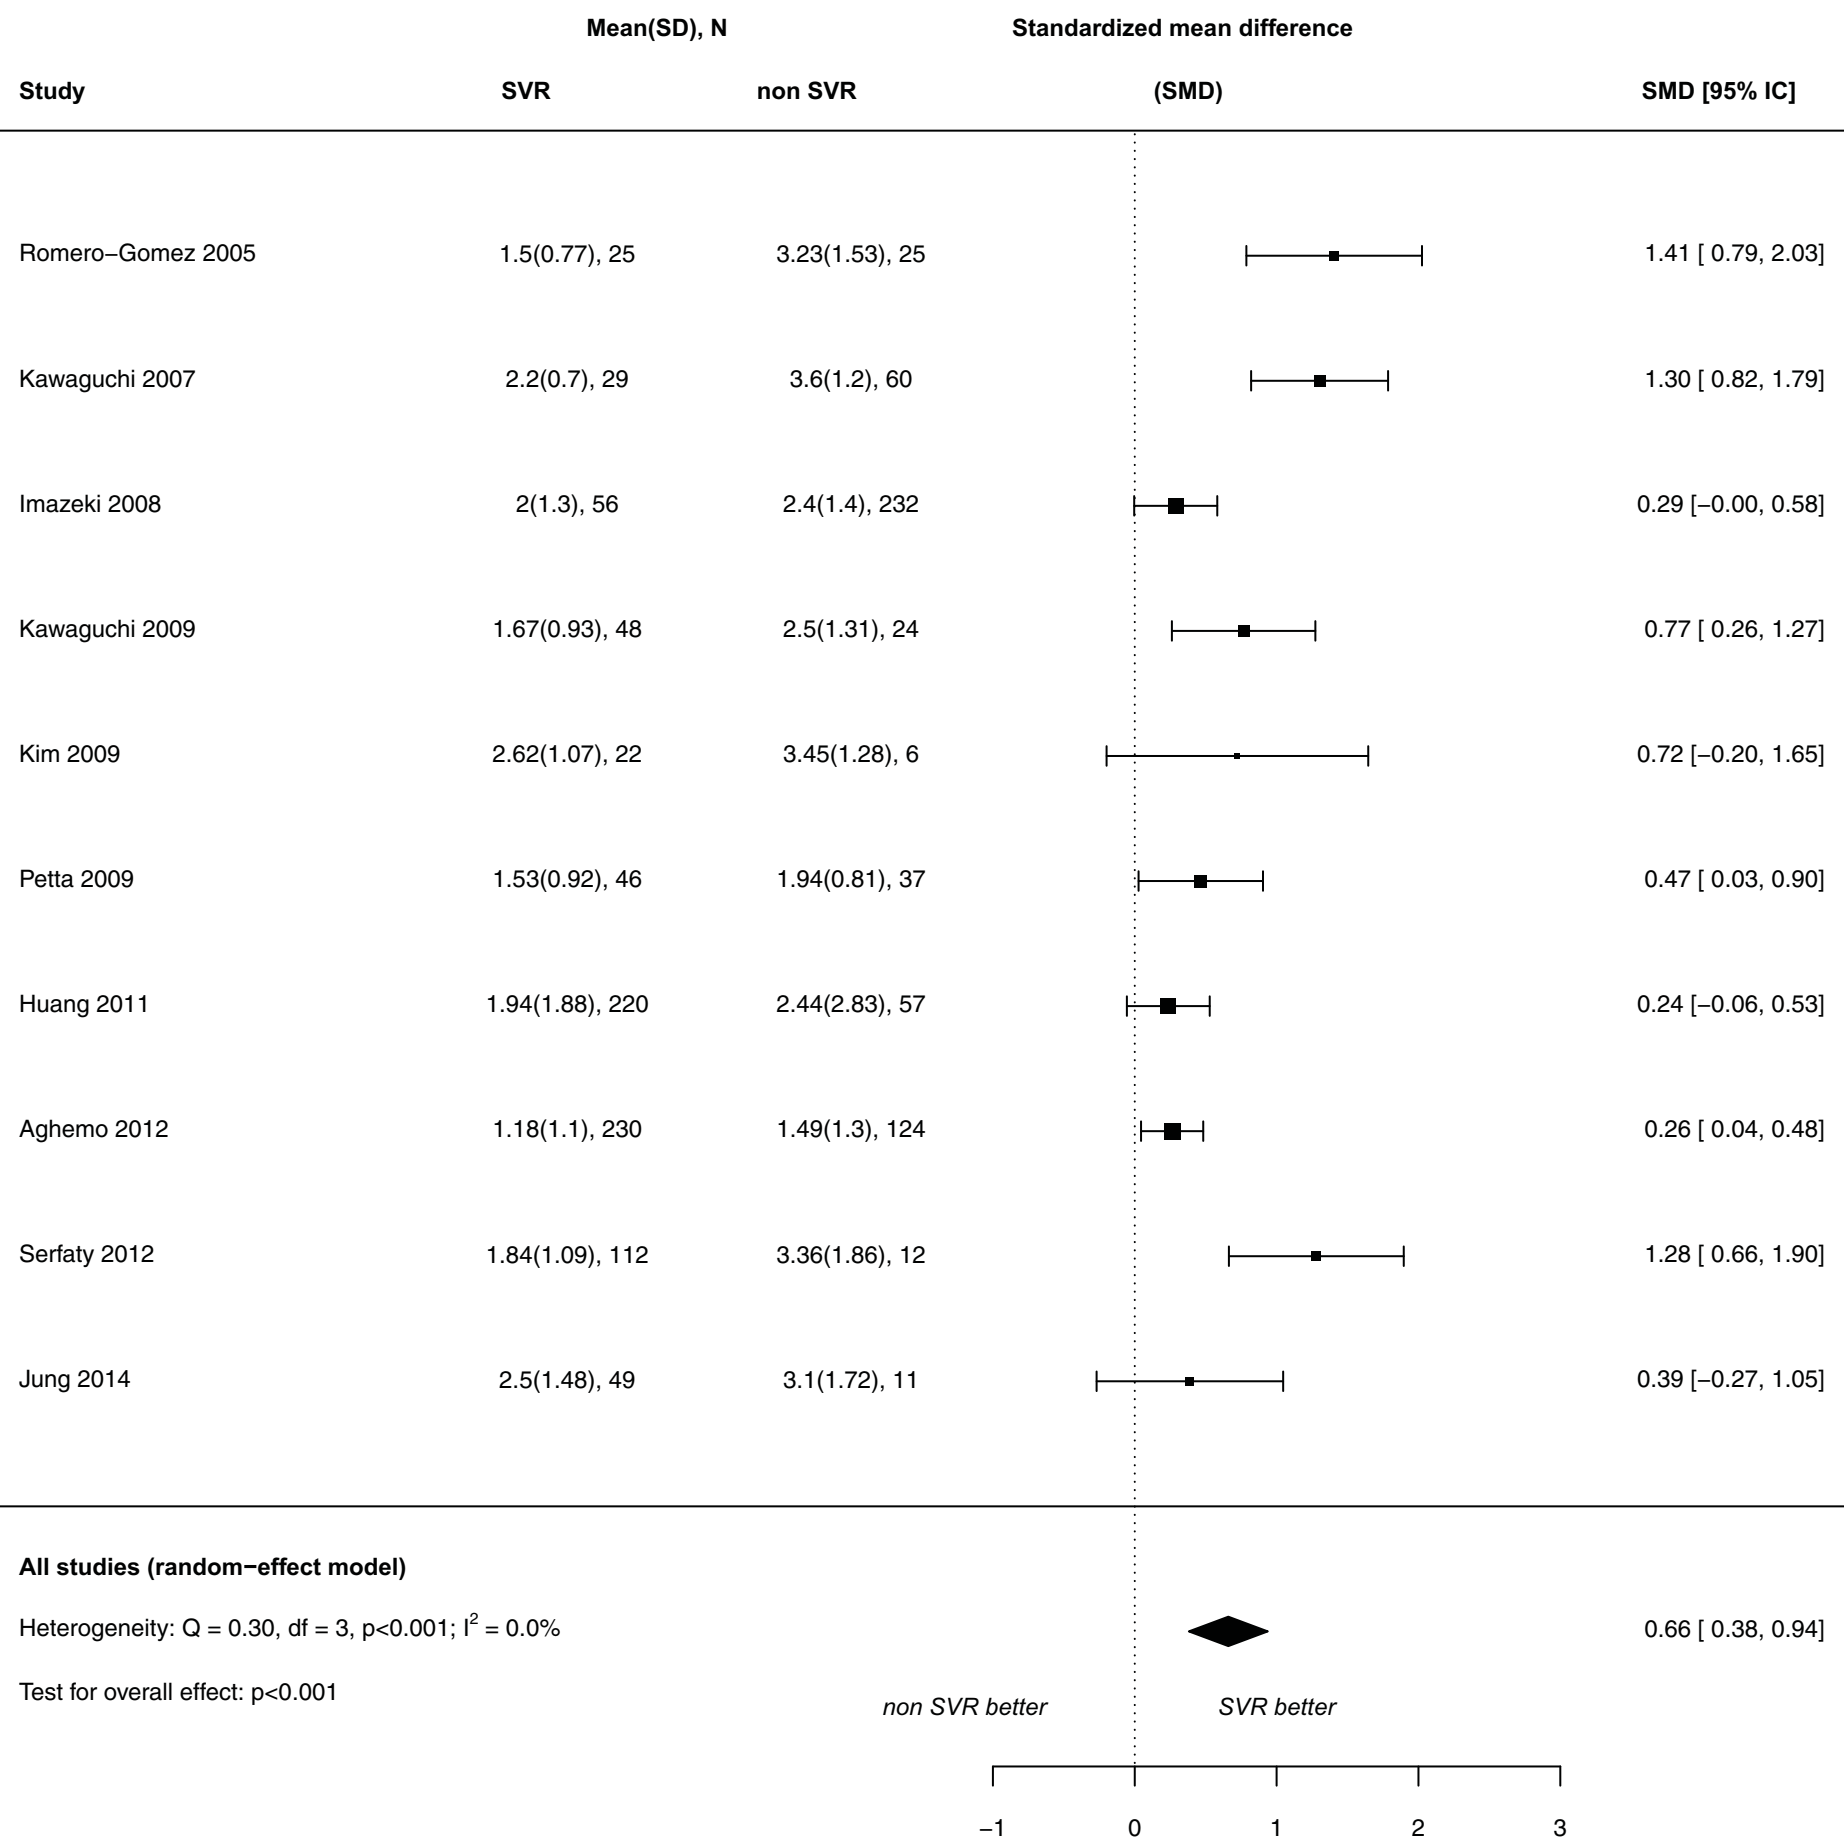 Mean(SD), N Standardized mean difference
Study SVR non SVR (SMD) SMD [95% IC]
Romero−Gomez 2005 1.5(0.77), 25 3.23(1.53), 25 1.41 [ 0.79, 2.03]
Kawaguchi 2007 2.2(0.7), 29 3.6(1.2), 60 1.30 [ 0.82, 1.79]
Imazeki 2008 2(1.3), 56 2.4(1.4), 232 0.29 [−0.00, 0.58]
Kawaguchi 2009 1.67(0.93), 48 2.5(1.31), 24 0.77 [ 0.26, 1.27]
Kim 2009 2.62(1.07), 22 3.45(1.28), 6 0.72 [−0.20, 1.65]
Petta 2009 1.53(0.92), 46 1.94(0.81), 37 0.47 [ 0.03, 0.90]
Huang 2011 1.94(1.88), 220 2.44(2.83), 57 0.24 [−0.06, 0.53]
Aghemo 2012 1.18(1.1), 230 1.49(1.3), 124 0.26 [ 0.04, 0.48]
Serfaty 2012 1.84(1.09), 112 3.36(1.86), 12 1.28 [ 0.66, 1.90]
Jung 2014 2.5(1.48), 49 3.1(1.72), 11 0.39 [−0.27, 1.05]
All studies (random−effect model)
Heterogeneity: Q = 0.30, df = 3, p<0.001; I² = 0.0% 0.66 [ 0.38, 0.94]
Test for overall effect: p<0.001
non SVR better SVR better
−1 0 1 2 3